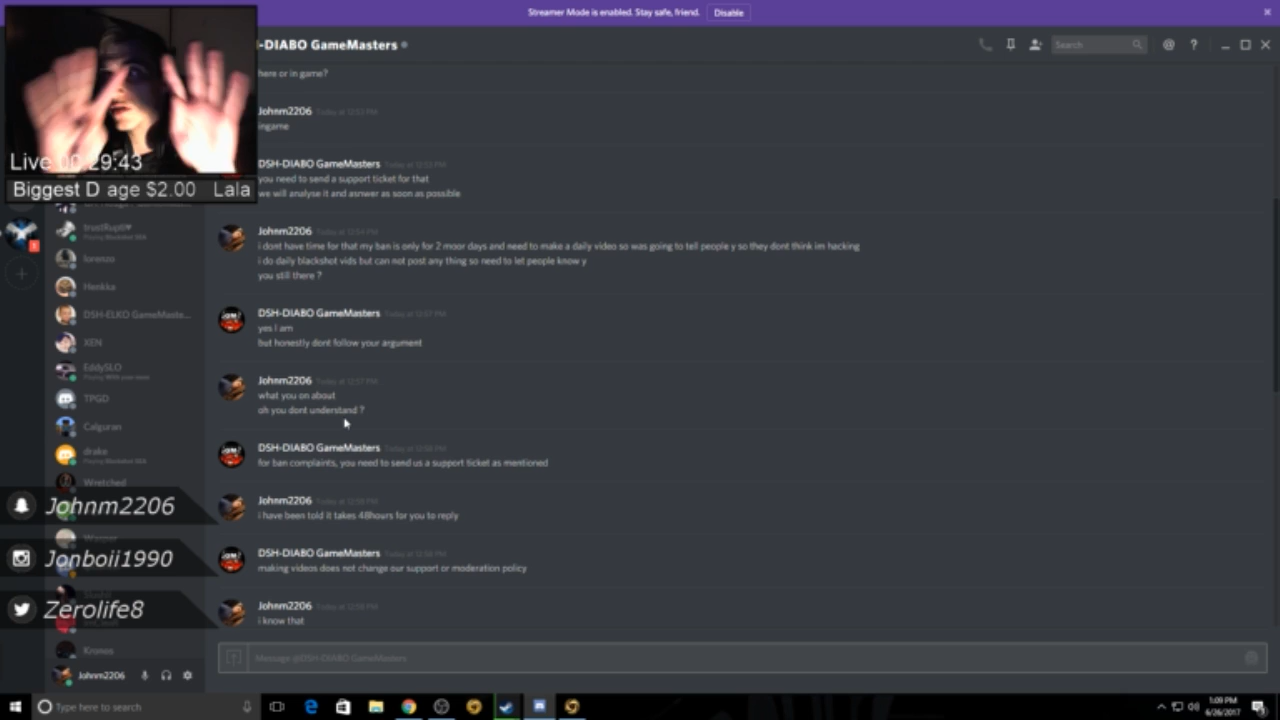 Streamer Mode is enabled. Stay safe, friend. Disable
-DIABO GameMasters
Search
here or in game?
Johnm2206 Today at 12:53 PM
ingame
DSH-DIABO GameMasters Today at 12:53 PM
you need to send a support ticket for that
we will analyse it and asnwer as soon as possible
Johnm2206 Today at 12:54 PM
i dont have time for that my ban is only for 2 moor days and need to make a daily video so was going to tell people y so they dont think im hacking
i do daily blackshot vids but can not post any thing so need to let people know y
you still there ?
DSH-DIABO GameMasters Today at 12:57 PM
yes I am
but honestly dont follow your argument
Johnm2206 Today at 12:57 PM
what you on about
oh you dont understand ?
DSH-DIABO GameMasters Today at 12:58 PM
for ban complaints, you need to send us a support ticket as mentioned
Johnm2206 Today at 12:58 PM
i have been told it takes 48hours for you to reply
DSH-DIABO GameMasters Today at 12:58 PM
making videos does not change our support or moderation policy
Johnm2206 Today at 12:58 PM
i know that
Message @DSH-DIABO GameMasters
Live 00:29:43
Biggest D age $2.00 Lala
trustRupti♥
lorenzo
Henkka
DSH-ELKO GameMaste...
XEN
EddySLO
TPGD
Calguran
drake
Wretched
Johnm2206
Jonboii1990
Zerolife8
Kronos
Johnm2206
Type here to search
1:09 PM
6/26/2017